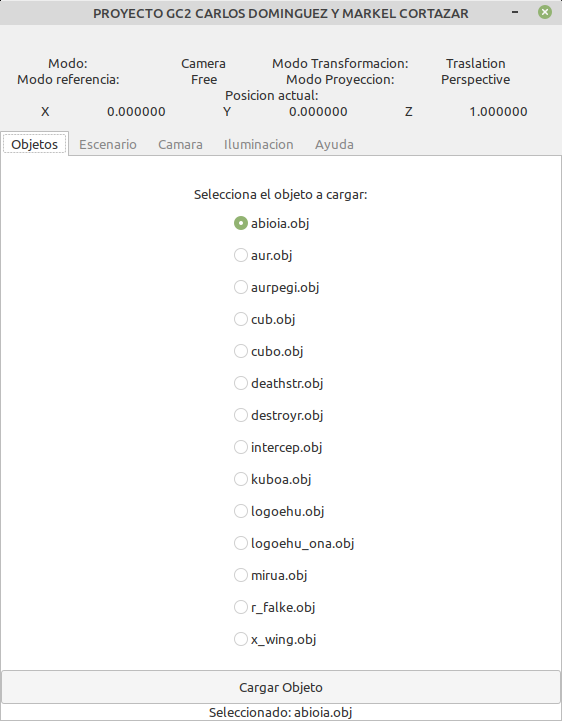 PROYECTO GC2 CARLOS DOMINGUEZ Y MARKEL CORTAZAR
Modo: Camera Modo Transformacion: Traslation
Modo referencia: Free Modo Proyeccion: Perspective
Posicion actual:
X 0.000000 Y 0.000000 Z 1.000000
Objetos Escenario Camara Iluminacion Ayuda
Selecciona el objeto a cargar:
abioia.obj
aur.obj
aurpegi.obj
cub.obj
cubo.obj
deathstr.obj
destroyr.obj
intercep.obj
kuboa.obj
logoehu.obj
logoehu_ona.obj
mirua.obj
r_falke.obj
x_wing.obj
Cargar Objeto
Seleccionado: abioia.obj